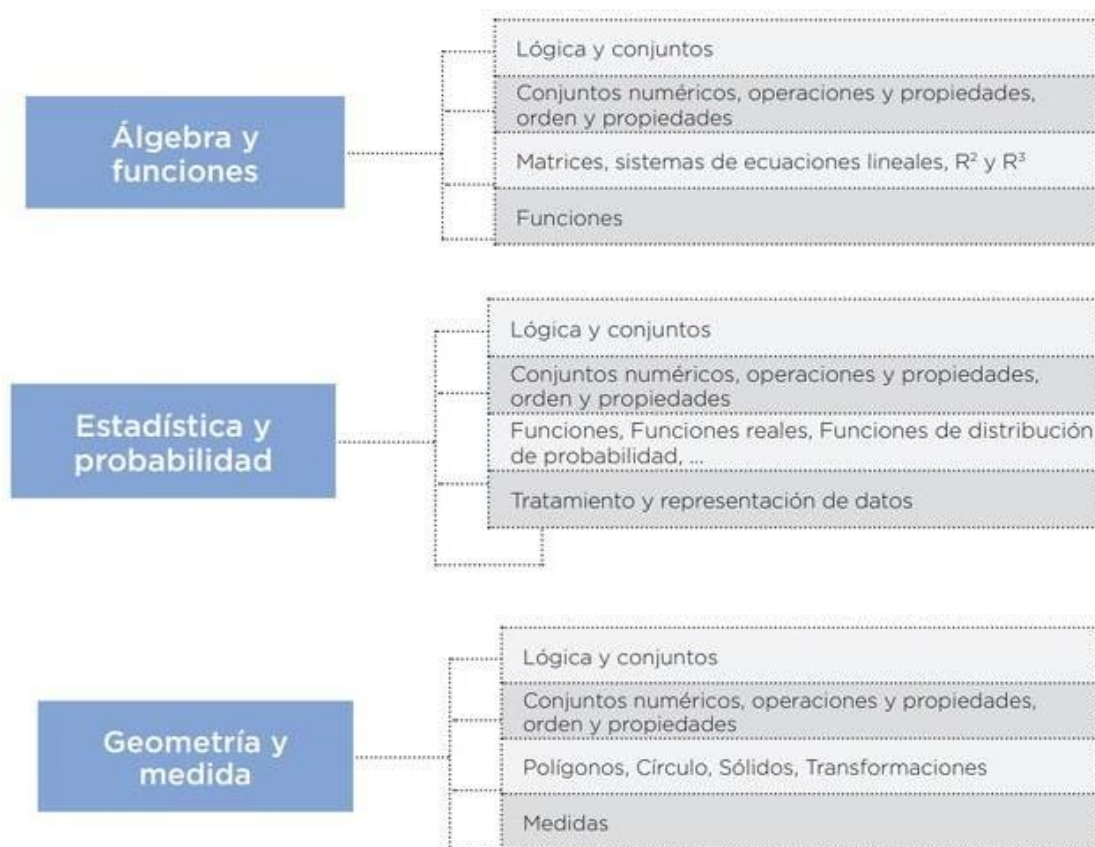 Álgebra y
funciones
Lógica y conjuntos
Conjuntos numéricos, operaciones y propiedades,
orden y propiedades
Matrices, sistemas de ecuaciones lineales, R² y R³
Funciones
Estadística y
probabilidad
Lógica y conjuntos
Conjuntos numéricos, operaciones y propiedades,
orden y propiedades
Funciones, Funciones reales, Funciones de distribución
de probabilidad, ...
Tratamiento y representación de datos
Geometría y
medida
Lógica y conjuntos
Conjuntos numéricos, operaciones y propiedades,
orden y propiedades
Polígonos, Círculo, Sólidos, Transformaciones
Medidas